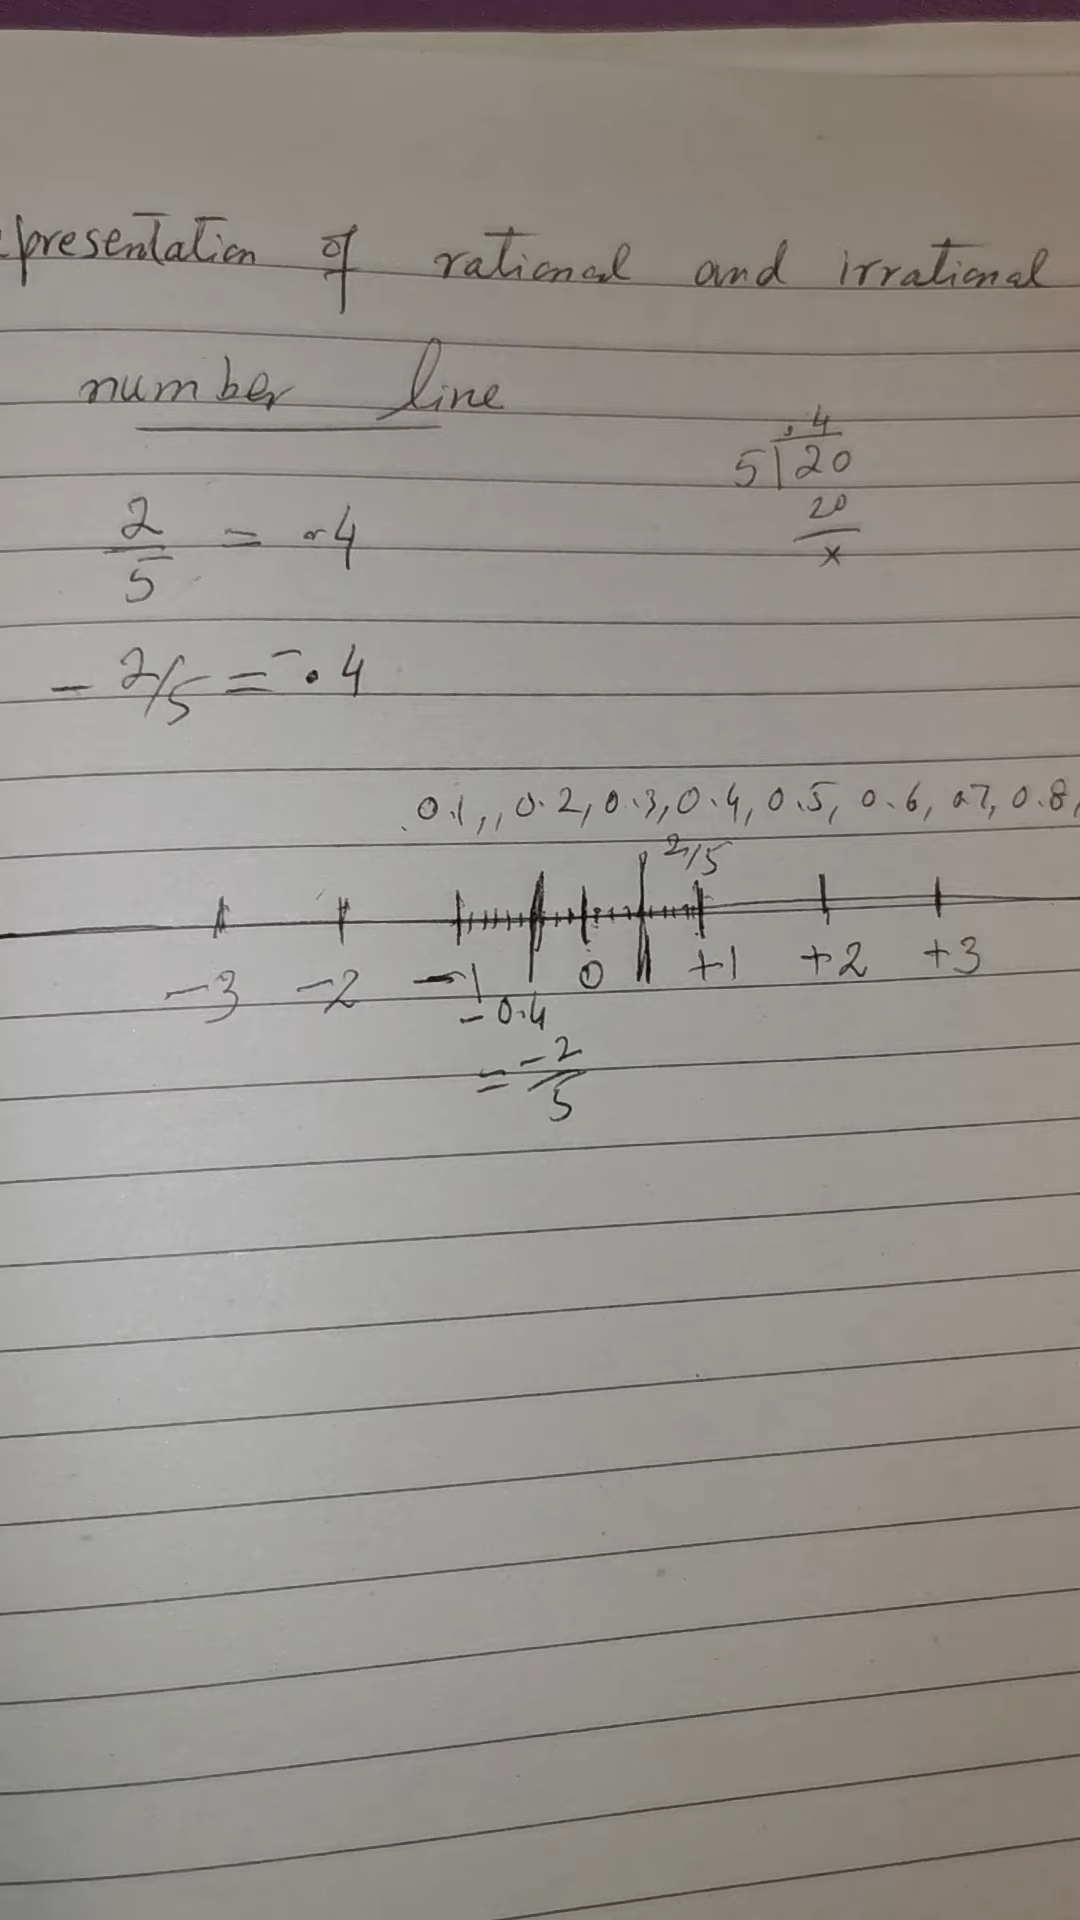 presentation of rational and irrational
number line
.4
5 20
2/5 = .4
20
x
- 2/5 = -.4
0.1,, 0.2, 0.3, 0.4, 0.5, 0.6, 0.7, 0.8,
2/5
-3 -2 -1 0 +1 +2 +3
- 0.4
= -2/5